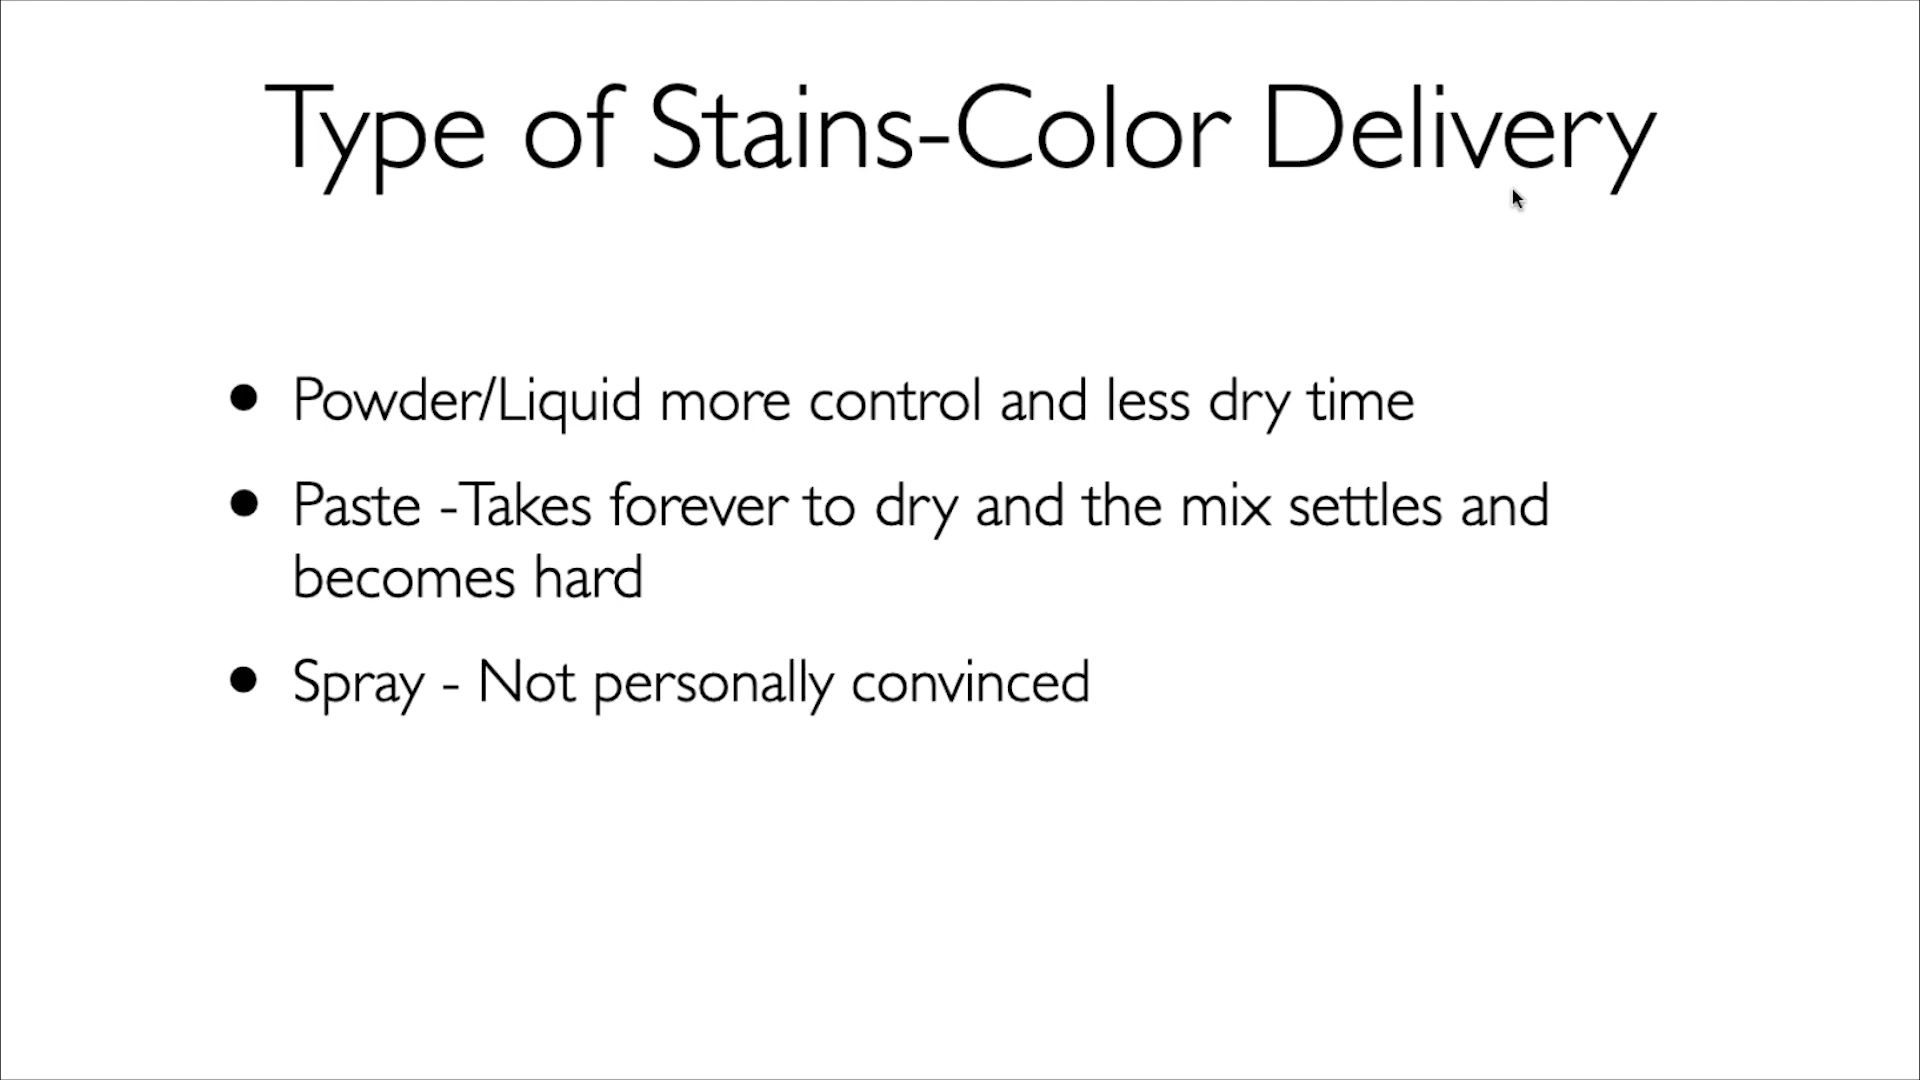 Type of Stains-Color Delivery
• Powder/Liquid more control and less dry time
• Paste -Takes forever to dry and the mix settles and
becomes hard
• Spray - Not personally convinced